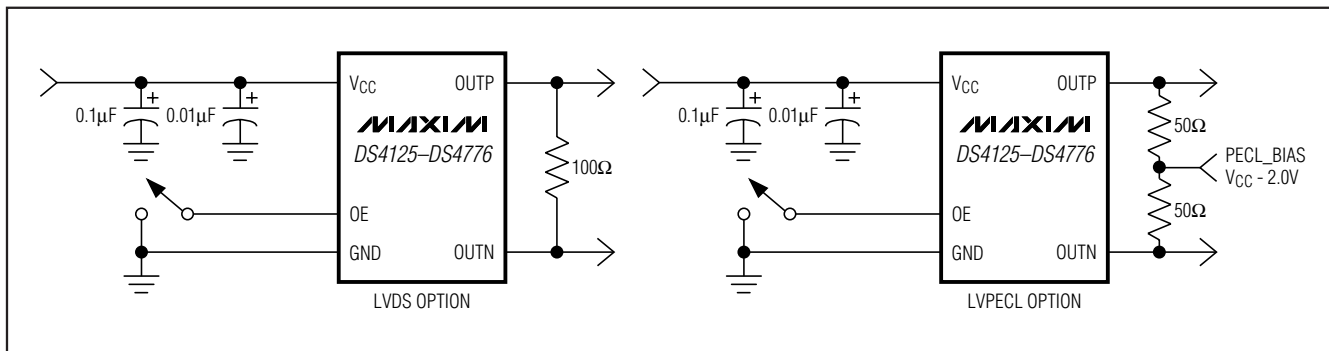 VCC
OUTP
+
+
0.1µF
0.01µF
MAXIM
DS4125–DS4776
100Ω
OE
GND
OUTN
LVDS OPTION
VCC
OUTP
+
+
0.1µF
0.01µF
MAXIM
DS4125–DS4776
50Ω
PECL_BIAS
VCC - 2.0V
50Ω
OE
GND
OUTN
LVPECL OPTION